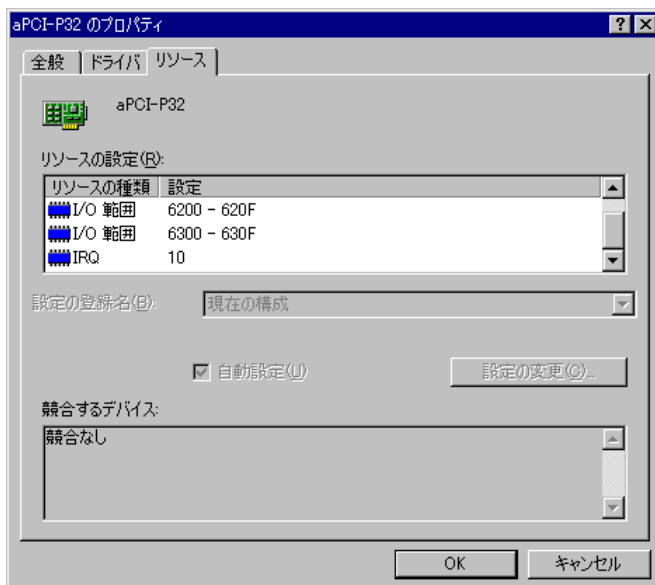 aPCI-P32 のプロパティ
全般 ドライバ リソース
aPCI-P32
リソースの設定(R):
リソースの種類 設定
I/O 範囲 6200 - 620F
I/O 範囲 6300 - 630F
IRQ 10
設定の登録名(B): 現在の構成
自動設定(U) 設定の変更(C)...
競合するデバイス:
競合なし
OK キャンセル